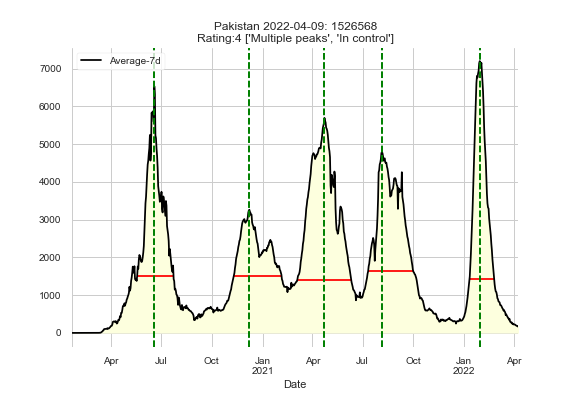 Pakistan 2022-04-09: 1526568
Rating:4 ['Multiple peaks', 'In control']
Average-7d
7000
6000
5000
4000
3000
2000
1000
0
Apr Jul Oct Jan Apr Jul Oct Jan Apr
2021 2022
Date